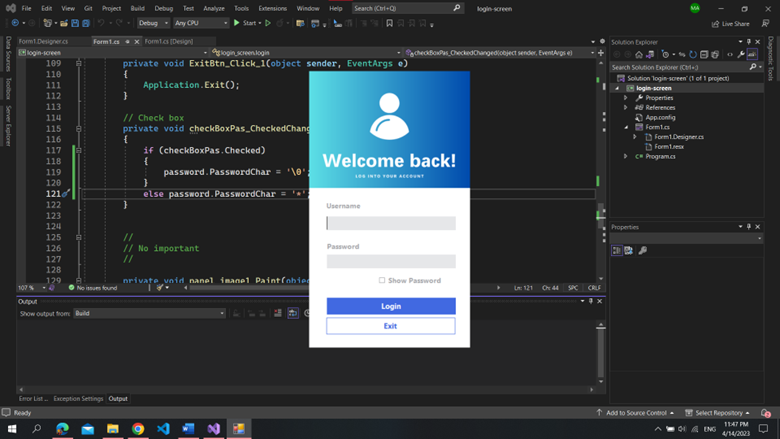 File Edit View Git Project Build Debug Test Analyze Tools Extensions Window Help Search (Ctrl+Q) login-screen MA
Debug Any CPU Start Live Share
Form1.Designer.cs Form1.cs Form1.cs [Design]
login-screen login_screen.login checkBoxPas_CheckedChanged(object sender, EventArgs e)
Data Sources
Toolbox
Server Explorer
109 private void ExitBtn_Click_1(object sender, EventArgs e)
110 {
111 Application.Exit();
112 }
113
114 // Check box
115 private void checkBoxPas_CheckedChan
116 {
117 if (checkBoxPas.Checked)
118 {
119 password.PasswordChar = '\0';
120 }
121 else password.PasswordChar = '*';
122 }
123
124
125 //
126 // No important
127 //
128
129 private void panel_image1_Paint(obje
107 % No issues found Ln: 121 Ch: 44 SPC CRLF
Output
Show output from: Build
Error List ... Exception Settings Output
Welcome back!
LOG INTO YOUR ACCOUNT
Username
Password
Show Password
Login
Exit
Solution Explorer
Search Solution Explorer (Ctrl+;)
Solution 'login-screen' (1 of 1 project)
login-screen
Properties
References
App.config
Form1.cs
Form1.Designer.cs
Form1.resx
Program.cs
Properties
Diagnostic Tools
Ready Add to Source Control Select Repository
ENG 11:47 PM
4/14/2023